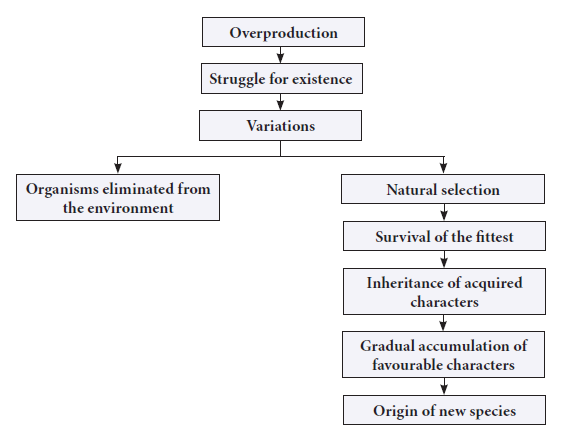 Overproduction
Struggle for existence
Variations
Organisms eliminated from
the environment
Natural selection
Survival of the fittest
Inheritance of acquired
characters
Gradual accumulation of
favourable characters
Origin of new species